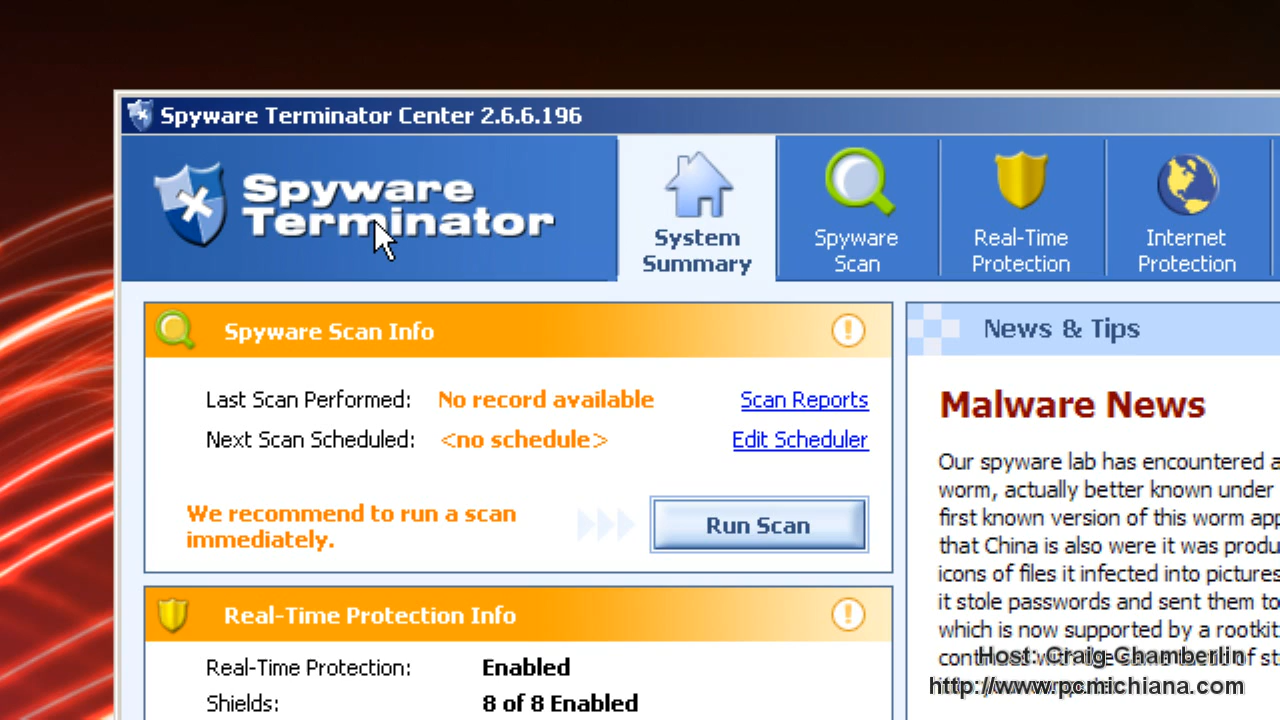 Spyware Terminator Center 2.6.6.196
Spyware
Terminator
System
Summary
Spyware
Scan
Real-Time
Protection
Internet
Protection
Spyware Scan Info
Last Scan Performed: No record available Scan Reports
Next Scan Scheduled: <no schedule> Edit Scheduler
We recommend to run a scan
immediately.
Run Scan
Real-Time Protection Info
Real-Time Protection: Enabled
Shields: 8 of 8 Enabled
News & Tips
Malware News
Our spyware lab has encountered a
worm, actually better known under
first known version of this worm app
that China is also were it was produ
icons of files it infected into pictures
it stole passwords and sent them to
which is now supported by a rootkit
Host: Craig Chamberlin
http://www.pcmichiana.com